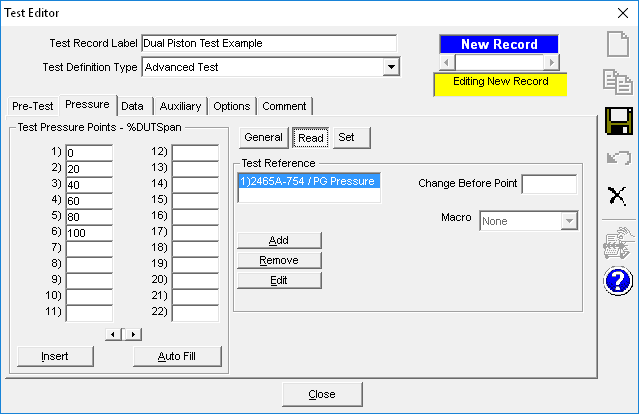 Test Editor
Test Record Label Dual Piston Test Example
Test Definition Type Advanced Test
New Record
Editing New Record
Pre-Test Pressure Data Auxiliary Options Comment
Test Pressure Points - %DUTSpan
1) 0 12)
2) 20 13)
3) 40 14)
4) 60 15)
5) 80 16)
6) 100 17)
7) 18)
8) 19)
9) 20)
10) 21)
11) 22)
Insert Auto Fill
General Read Set
Test Reference
1)2465A-754 / PG Pressure
Change Before Point
Macro None
Add
Remove
Edit
Close